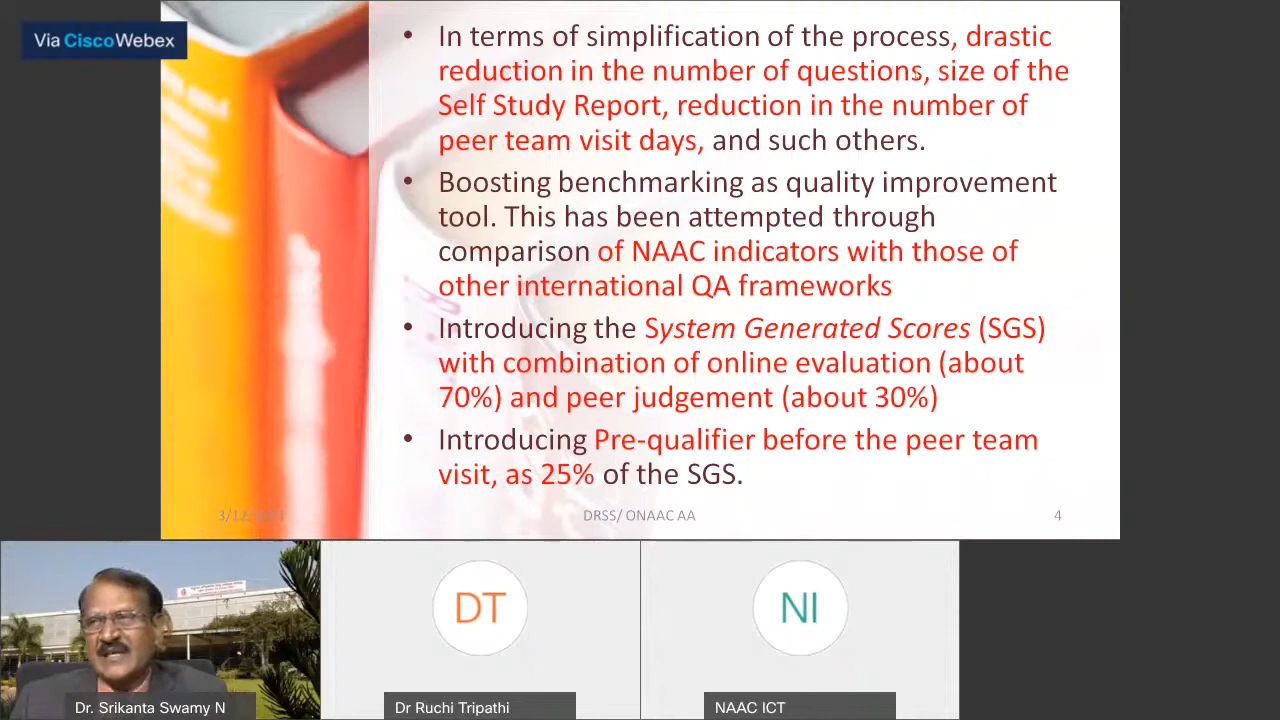 Via Cisco Webex
• In terms of simplification of the process, drastic
reduction in the number of questions, size of the
Self Study Report, reduction in the number of
peer team visit days, and such others.
• Boosting benchmarking as quality improvement
tool. This has been attempted through
comparison of NAAC indicators with those of
other international QA frameworks
• Introducing the System Generated Scores (SGS)
with combination of online evaluation (about
70%) and peer judgement (about 30%)
• Introducing Pre-qualifier before the peer team
visit, as 25% of the SGS.
DRSS/ ONAAC AA
4
DT
NI
Dr. Srikanta Swamy N
Dr Ruchi Tripathi
NAAC ICT